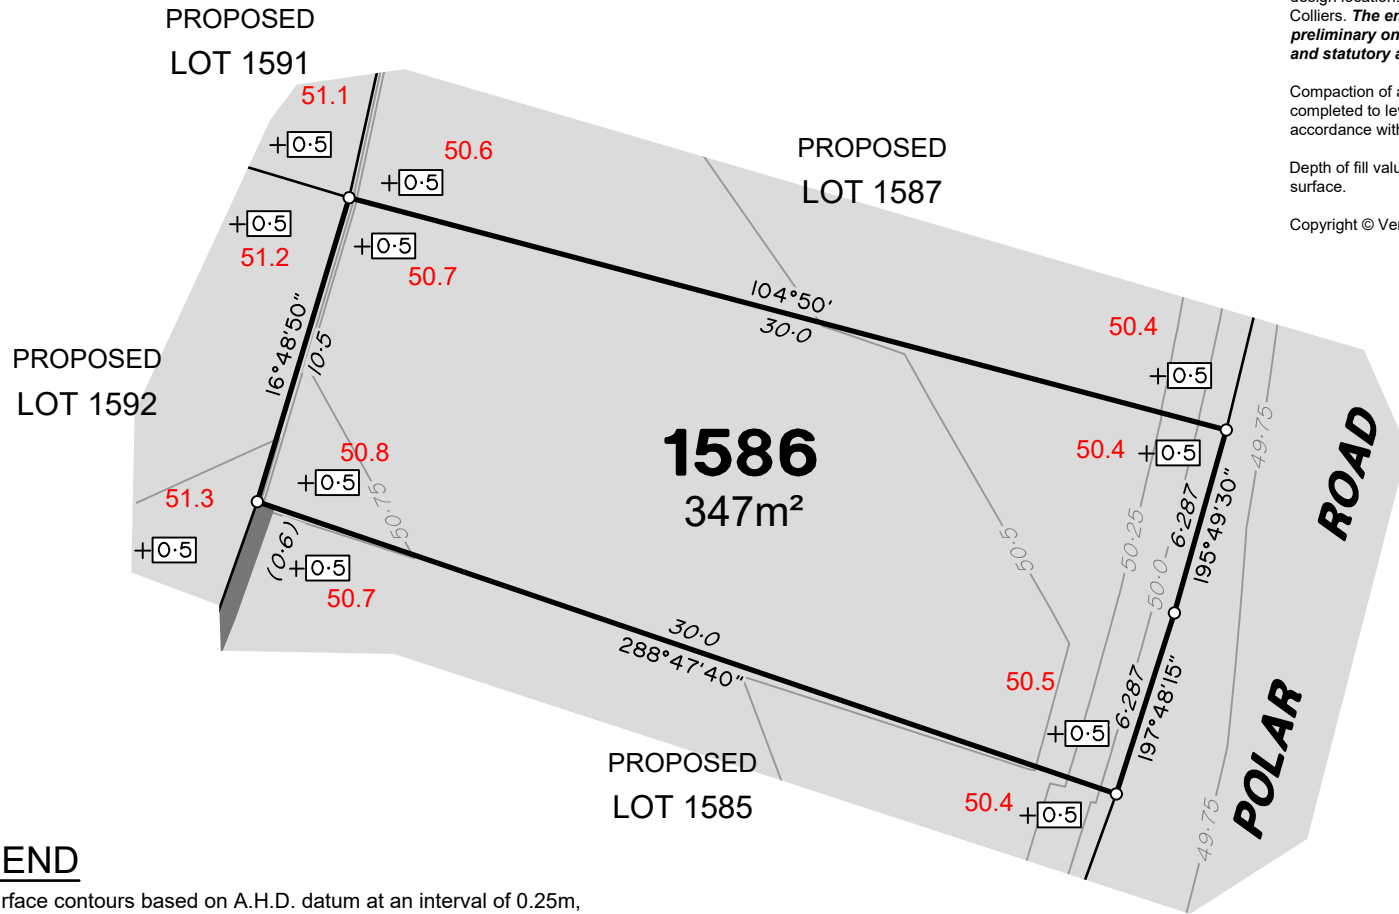 PROPOSED
LOT 1591
51.1
0·5
50.6
0·5
0·5
51.2
0·5
50.7
PROPOSED
LOT 1587
design location.
Colliers. The
preliminary
and statutory
Compaction of
completed to
accordance
Depth of fill
surface.
Copyright ©
104°50'
30·0
50.4
0·5
16°48'50"
10·5
PROPOSED
LOT 1592
50.8
0·5
50·75
1586
347m²
50.4
0·5
49·75
ROAD
51.3
0·5
(0·6)
0·5
50.7
50·5
50·25
50·0
6·287
195°49'30"
30·0
288°47'40"
50.5
0·5
6·287
197°48'15"
POLAR
PROPOSED
LOT 1585
50.4
0·5
49·75
END
rface contours based on A.H.D. datum at an interval of 0.25m,